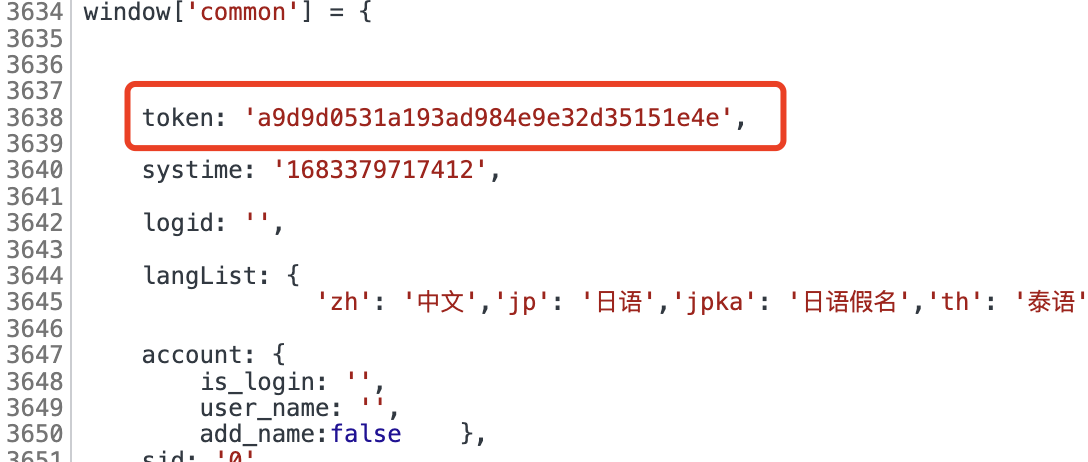 3634 window['common'] = {
3635
3636
3637
3638 token: 'a9d9d0531a193ad984e9e32d35151e4e',
3639
3640 systime: '1683379717412',
3641
3642 logid: '',
3643
3644 langList: {
3645 'zh': '中文','jp': '日语','jpka': '日语假名','th': '泰语'
3646
3647 account: {
3648 is_login: '',
3649 user_name: '',
3650 add_name:false },
3651 sid: '0'